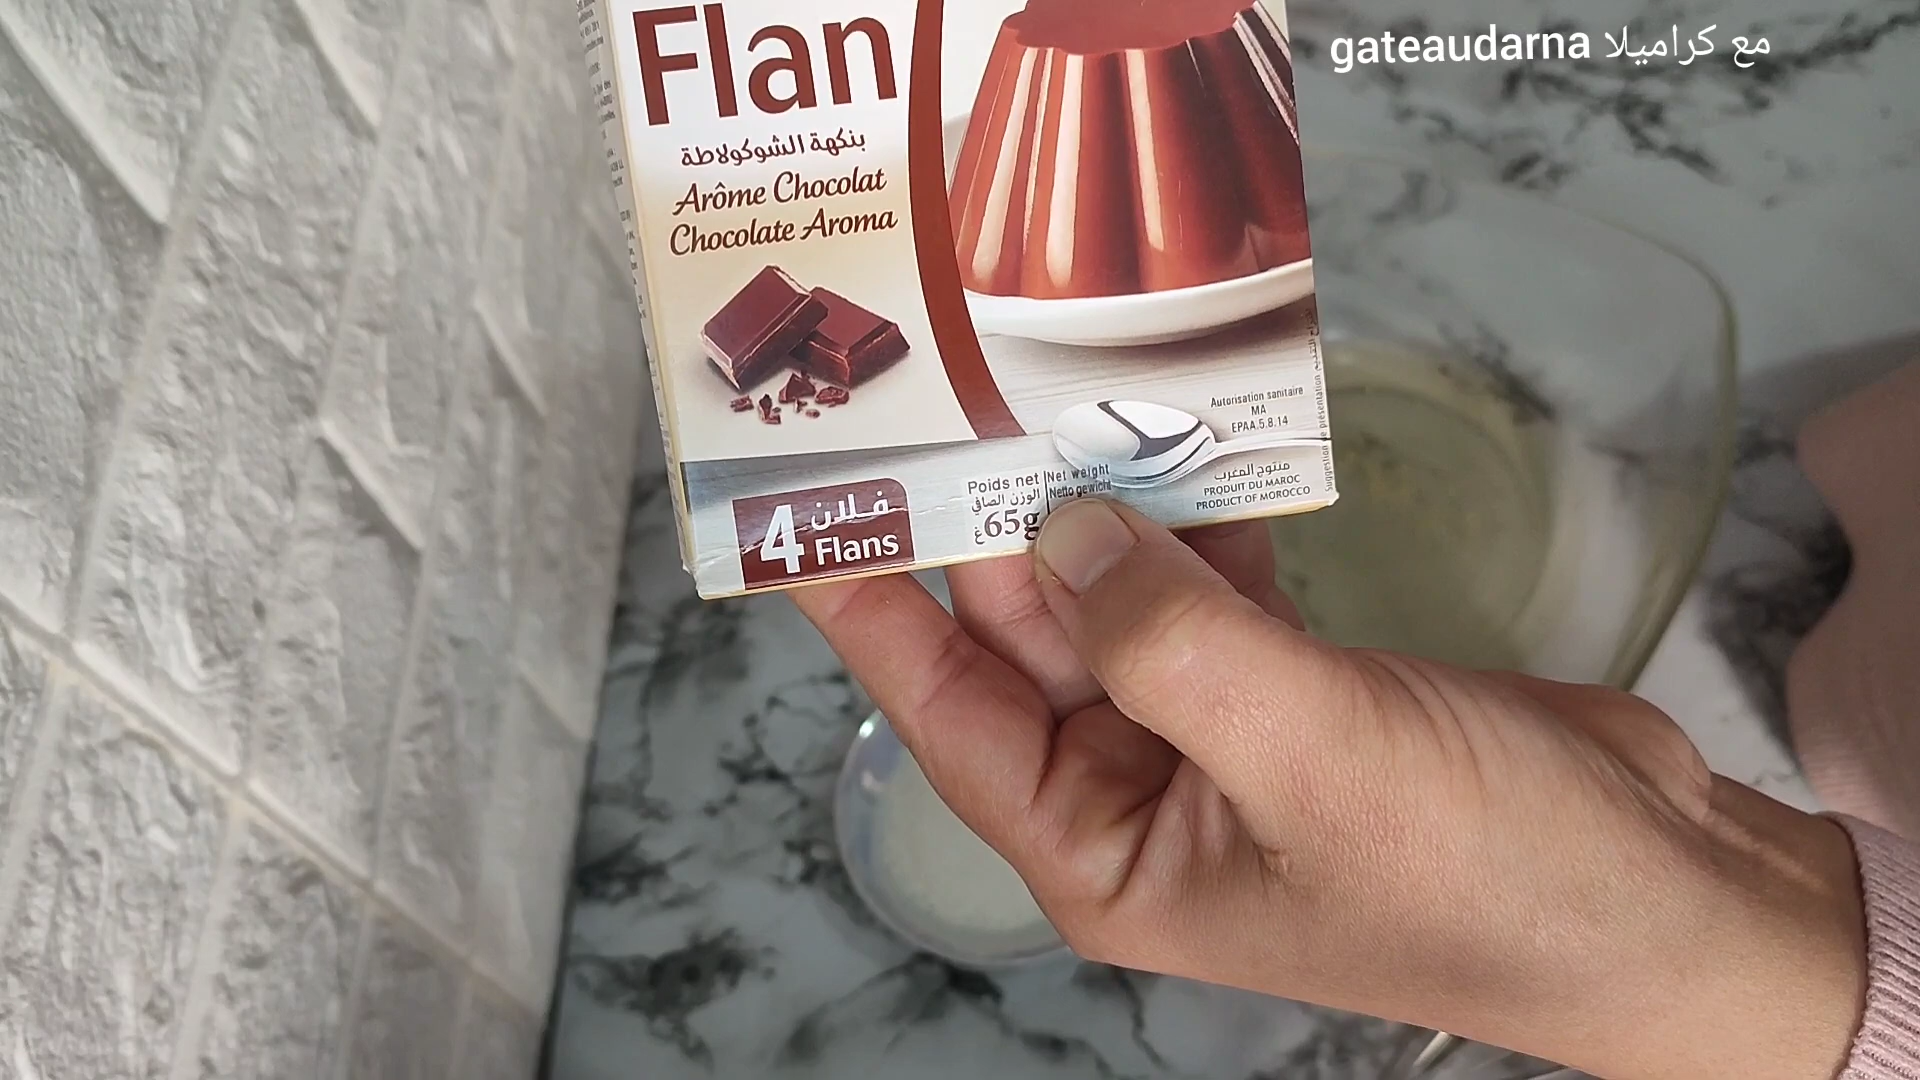 gateaudarna مع كراميلا
Flan
بنكهة الشوكولاطة
Arôme Chocolat
Chocolate Aroma
Autorisation sanitaire
MA
EPAA.5.8.14
منتوج المغرب
PRODUIT DU MAROC
PRODUCT OF MOROCCO
Suggestion de présentation
Poids net
الوزن الصافي
65g
غ
Net weight
Netto gewicht
4 فلان
Flans